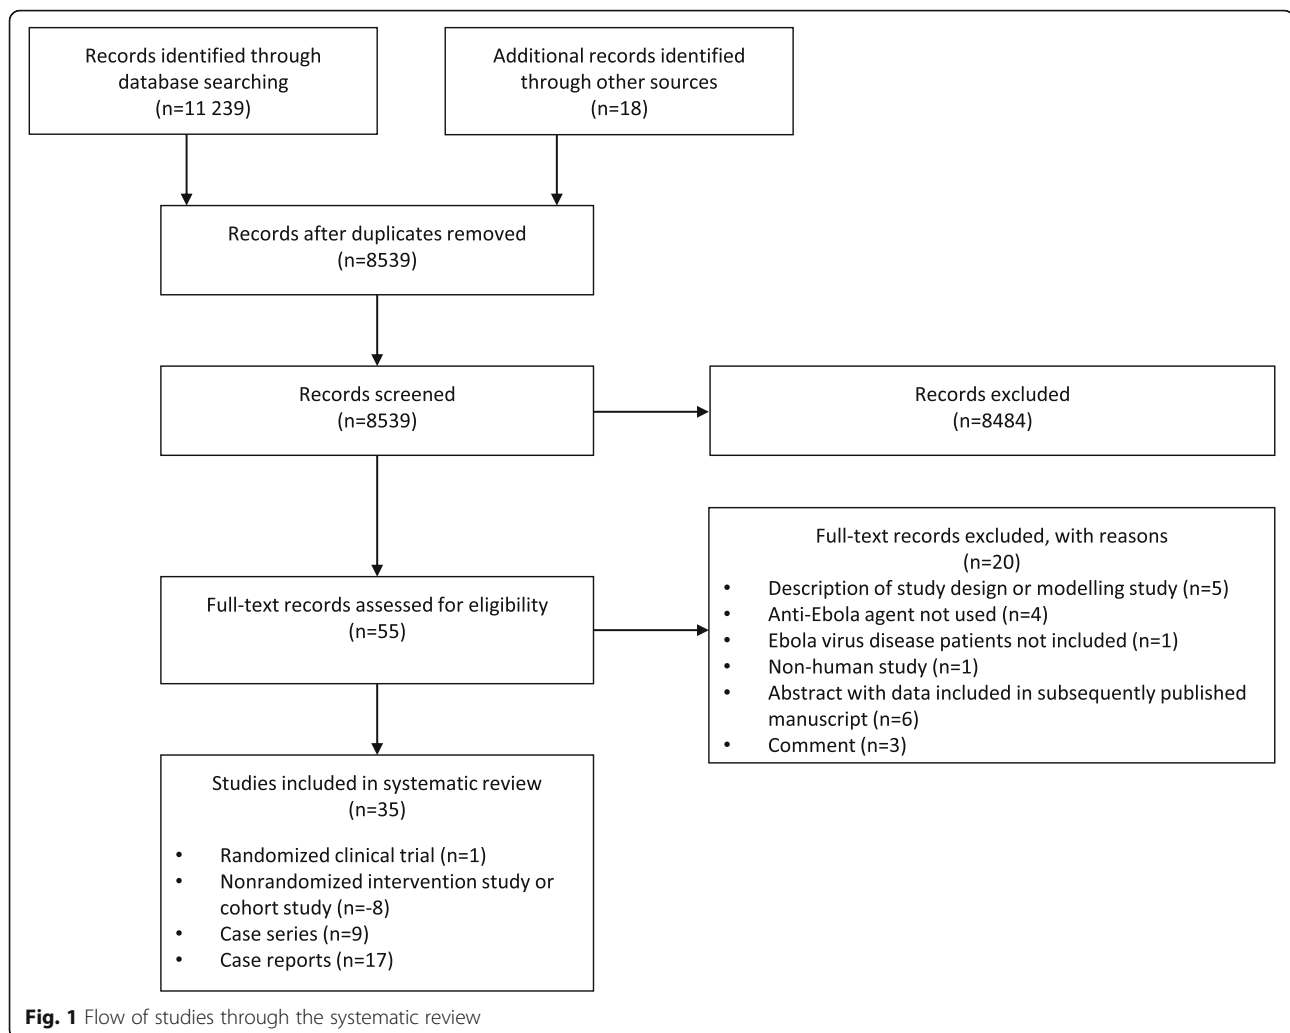 Records identified through
database searching
(n=11 239)
Additional records identified
through other sources
(n=18)
Records after duplicates removed
(n=8539)
Records screened
(n=8539)
Records excluded
(n=8484)
Full-text records assessed for eligibility
(n=55)
Full-text records excluded, with reasons
(n=20)
• Description of study design or modelling study (n=5)
• Anti-Ebola agent not used (n=4)
• Ebola virus disease patients not included (n=1)
• Non-human study (n=1)
• Abstract with data included in subsequently published
manuscript (n=6)
• Comment (n=3)
Studies included in systematic review
(n=35)
• Randomized clinical trial (n=1)
• Nonrandomized intervention study or
cohort study (n=-8)
• Case series (n=9)
• Case reports (n=17)
Fig. 1 Flow of studies through the systematic review